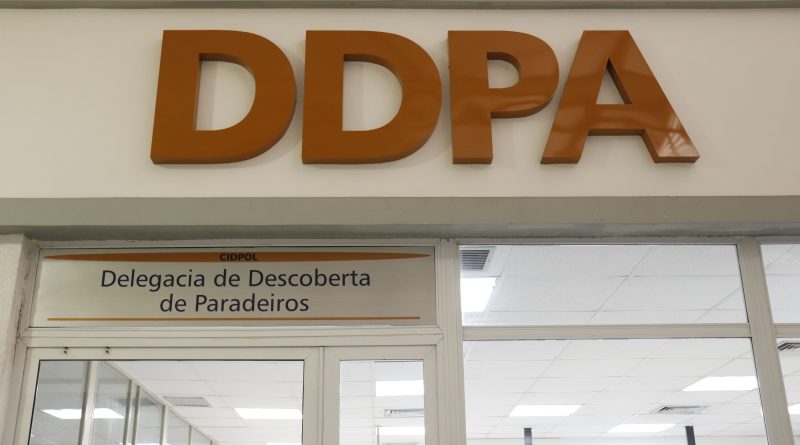 DDPA
CIDPOL
Delegacia de Descoberta
de Paradeiros